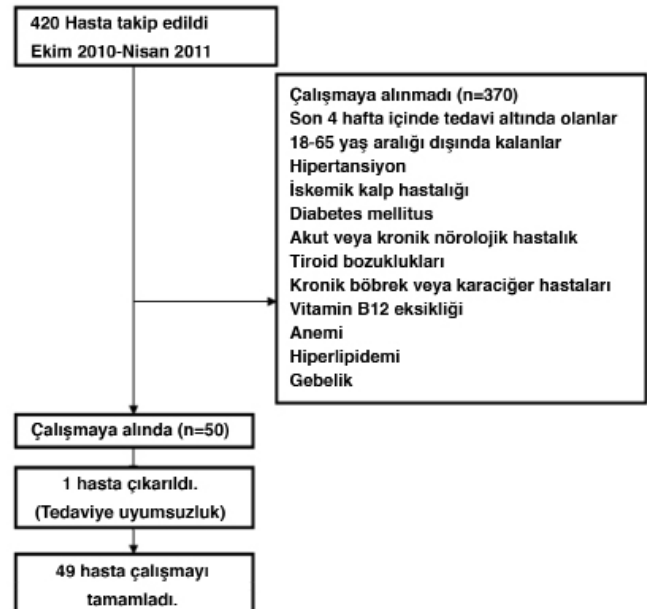 420 Hasta takip edildi
Ekim 2010-Nisan 2011
Çalışmaya alınmadı (n=370)
Son 4 hafta içinde tedavi altında olanlar
18-65 yaş aralığı dışında kalanlar
Hipertansiyon
İskemik kalp hastalığı
Diabetes mellitus
Akut veya kronik nörolojik hastalık
Tiroid bozuklukları
Kronik böbrek veya karaciğer hastaları
Vitamin B12 eksikliği
Anemi
Hiperlipidemi
Gebelik
Çalışmaya alında (n=50)
1 hasta çıkarıldı.
(Tedaviye uyumsuzluk)
49 hasta çalışmayı
tamamladı.